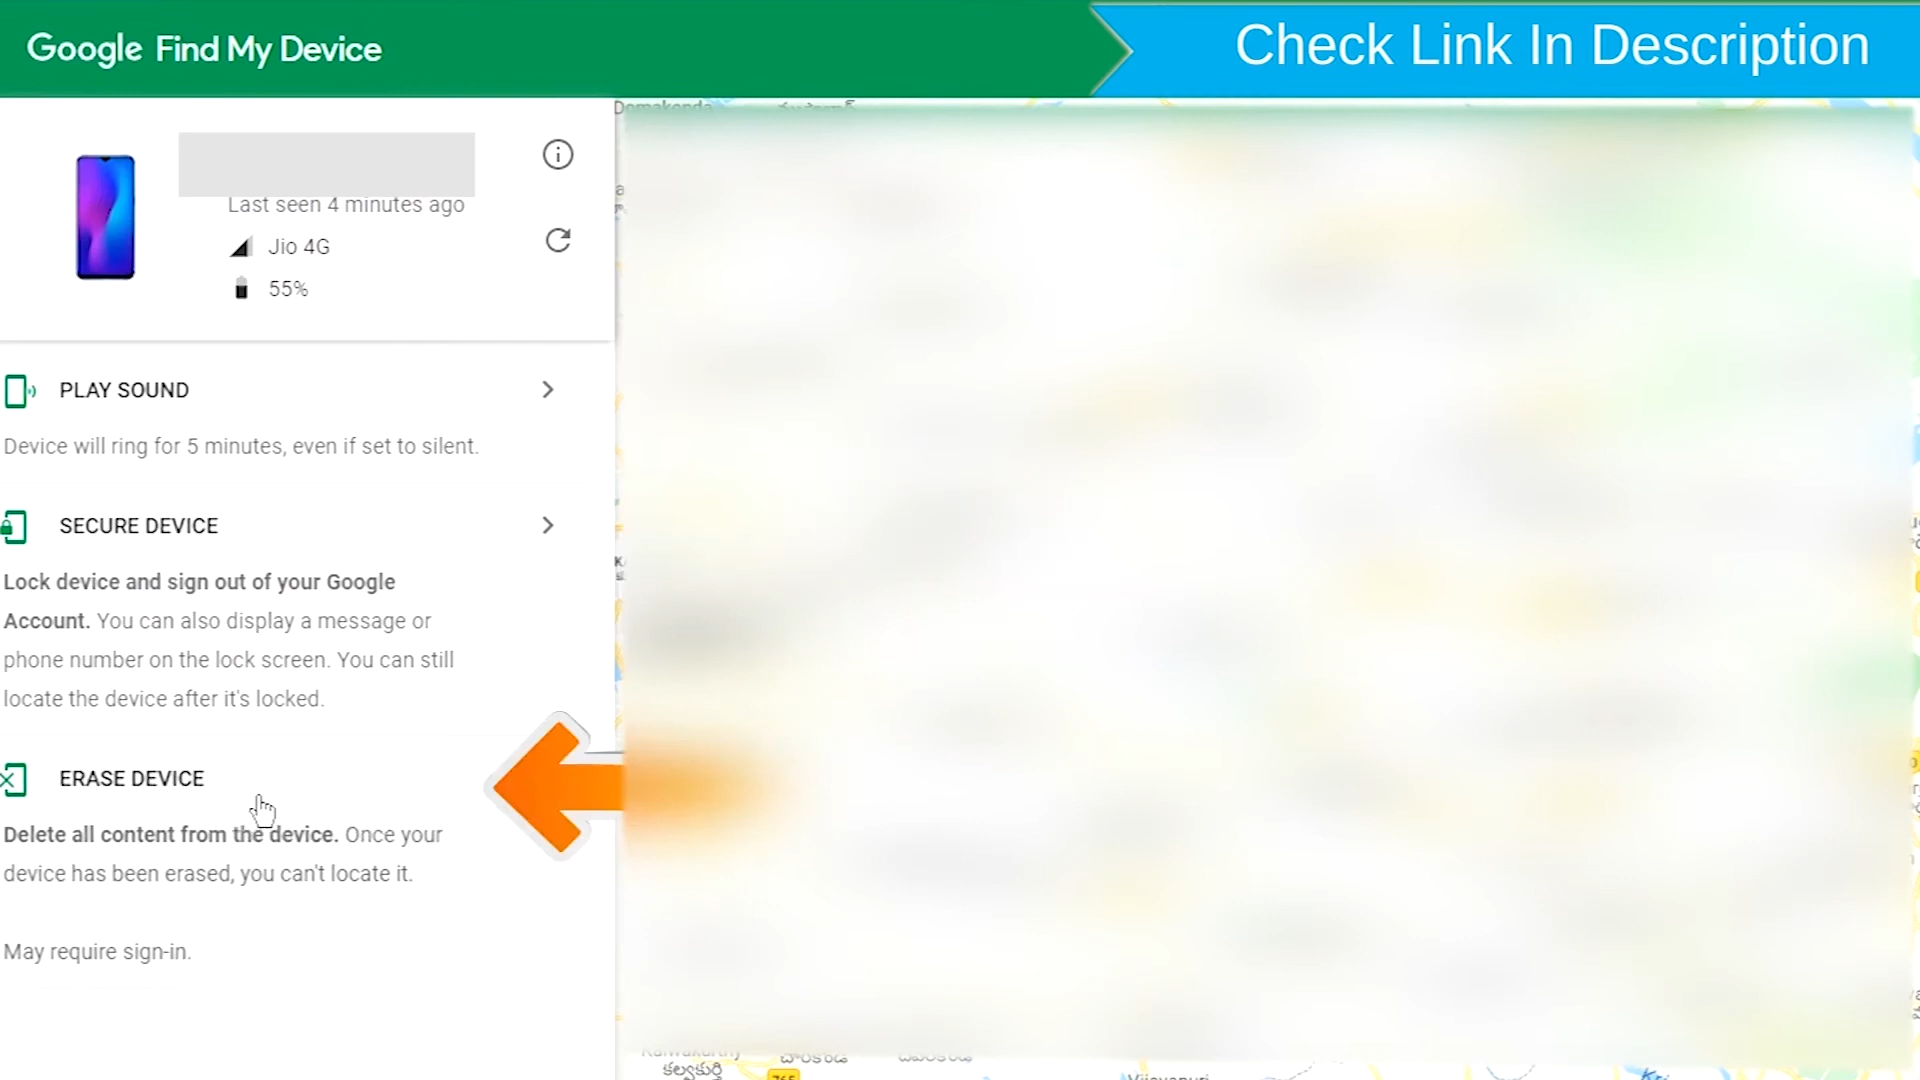 Google Find My Device
Check Link In Description
Last seen 4 minutes ago
Jio 4G
55%
PLAY SOUND
Device will ring for 5 minutes, even if set to silent.
SECURE DEVICE
Lock device and sign out of your Google
Account. You can also display a message or
phone number on the lock screen. You can still
locate the device after it's locked.
ERASE DEVICE
Delete all content from the device. Once your
device has been erased, you can't locate it.
May require sign-in.
కల్వకుర్తి